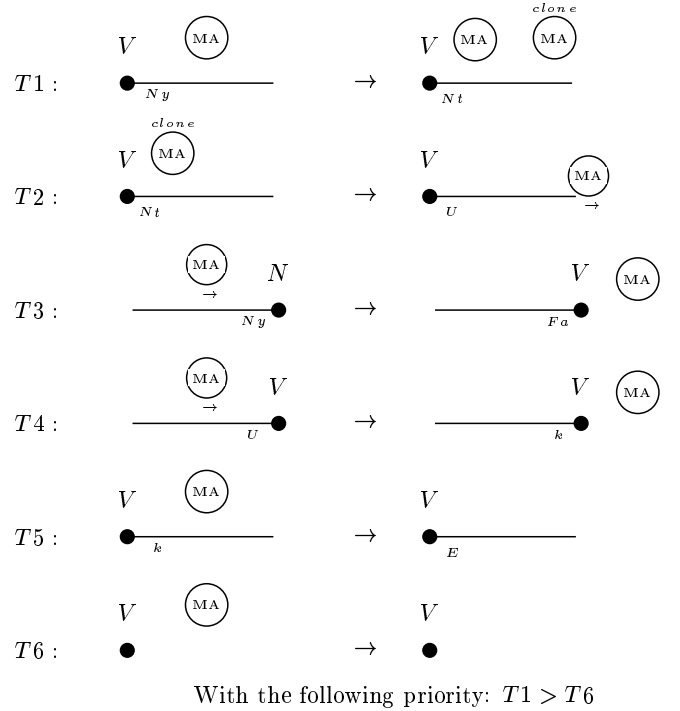 clone
V MA V MA MA
T1 : Ny → Nt
clone
V MA V MA
T2 : Nt U →
MA N V MA
→
T3 : Ny → Fa
MA V V MA
→
T4 : U → k
V MA V
T5 : k → E
V MA V
T6 : →
With the following priority: T1 > T6